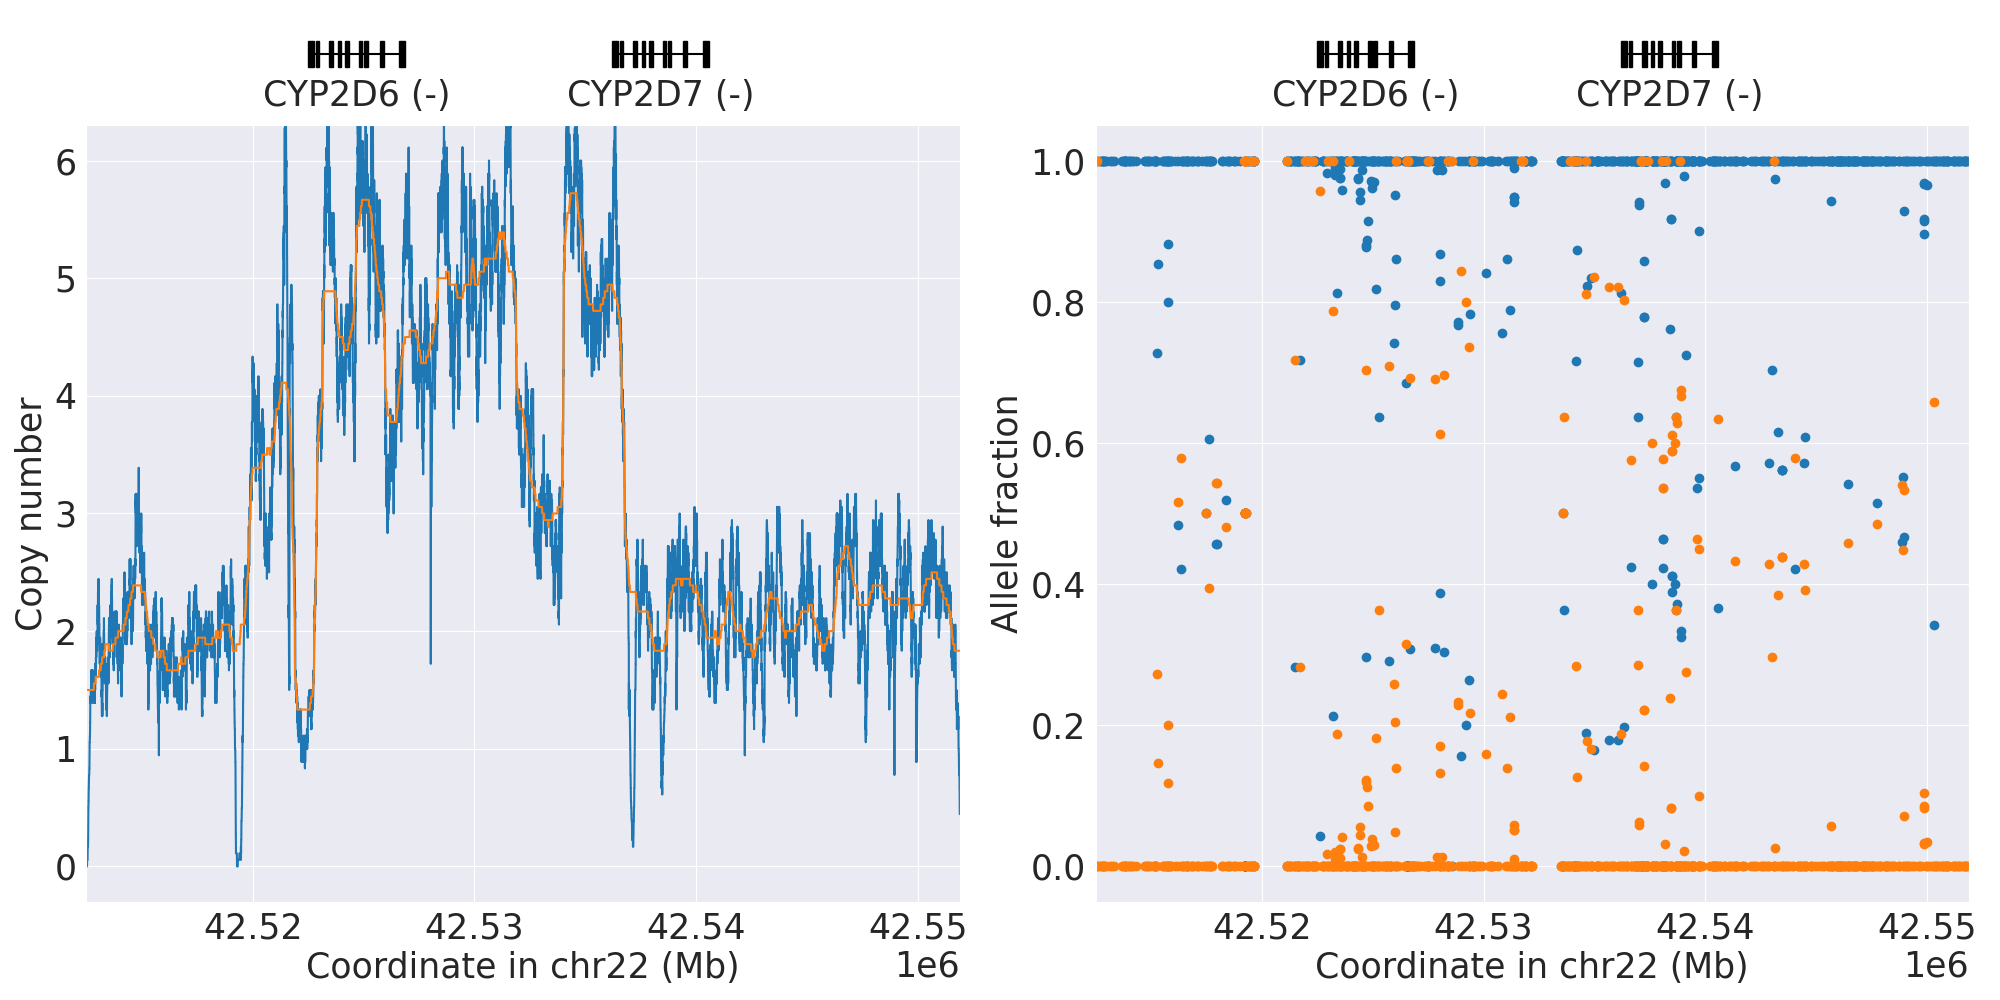 CYP2D6 (-)
CYP2D7 (-)
Copy number
6
5
4
3
2
1
0
42.52
42.53
42.54
42.55
Coordinate in chr22 (Mb)
1e6
CYP2D6 (-)
CYP2D7 (-)
Allele fraction
1.0
0.8
0.6
0.4
0.2
0.0
42.52
42.53
42.54
42.55
Coordinate in chr22 (Mb)
1e6